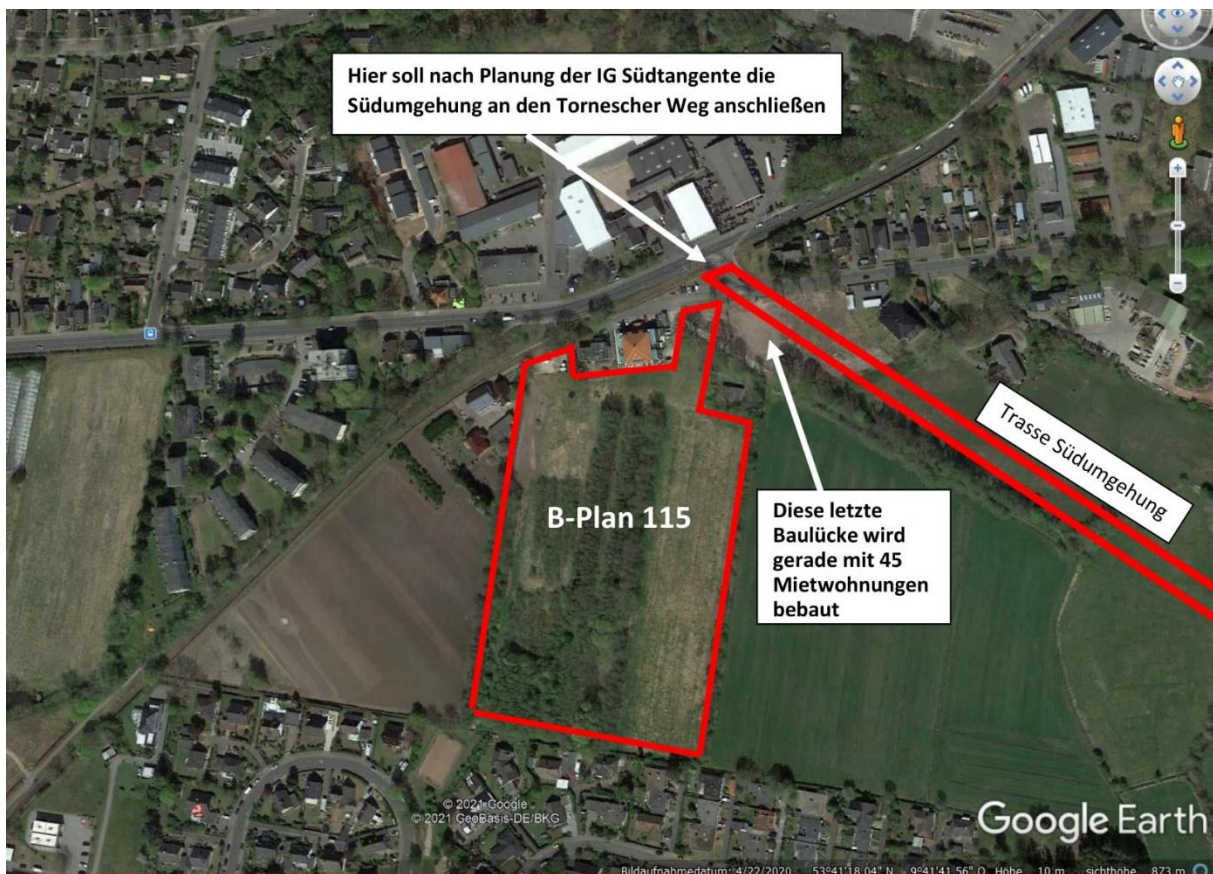 Hier soll nach Planung der IG Südtangente die
Südumgehung an den Tornescher Weg anschließen
Trasse Südumgehung
B-Plan 115
Diese letzte
Baulücke wird
gerade mit 45
Mietwohnungen
bebaut
© 2021 Google
© 2021 GeoBasis-DE/BKG
Google Earth
Bildaufnahmedatum: 4/22/2020 53°41'18.04" N 9°41'41.56" O Höhe 10 m sichthöhe 873 m